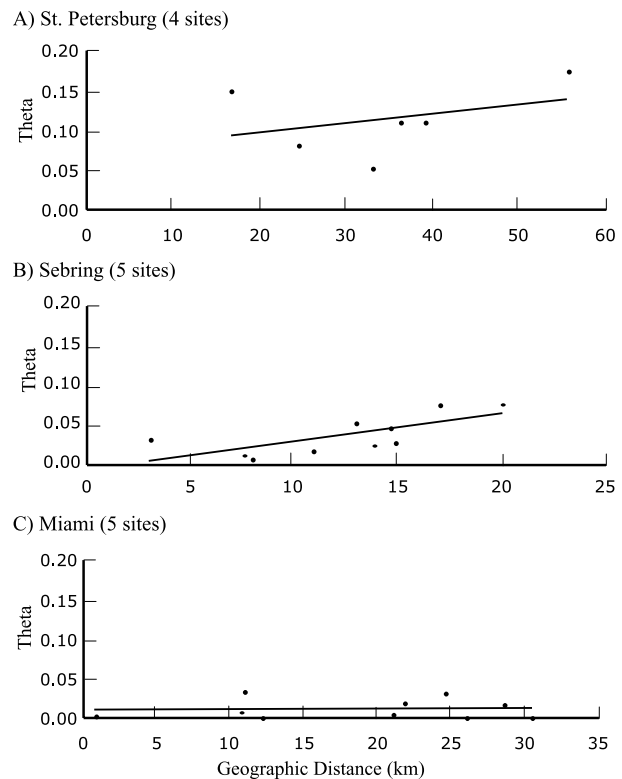 A) St. Petersburg (4 sites)
0.20
0.15
0.10
0.05
0.00
Theta
0 10 20 30 40 50 60
B) Sebring (5 sites)
0.20
0.15
0.10
0.05
0.00
Theta
0 5 10 15 20 25
C) Miami (5 sites)
0.20
0.15
0.10
0.05
0.00
Theta
0 5 10 15 20 25 30 35
Geographic Distance (km)